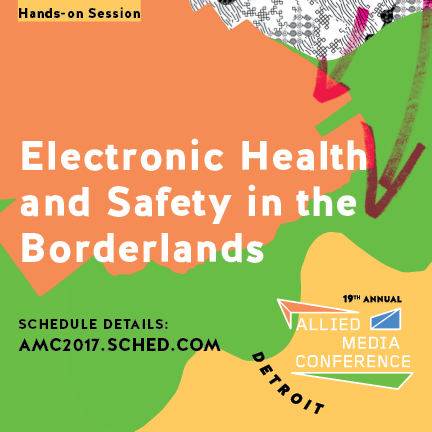 Hands-on Session
Electronic Health
and Safety in the
Borderlands
SCHEDULE DETAILS:
AMC2017.SCHED.COM
19TH ANNUAL
ALLIED
MEDIA
CONFERENCE
DETROIT